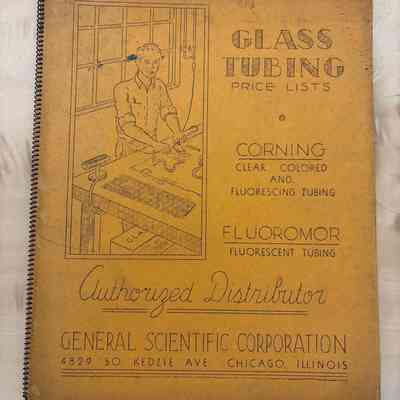 GLASS
TUBING
PRICE LISTS
CORNING
CLEAR COLORED
AND
FLUORESCING TUBING
FLUOROMOR
FLUORESCENT TUBING
Authorized Distributor
GENERAL SCIENTIFIC CORPORATION
4829 SO. KEDZIE AVE. CHICAGO, ILLINOIS